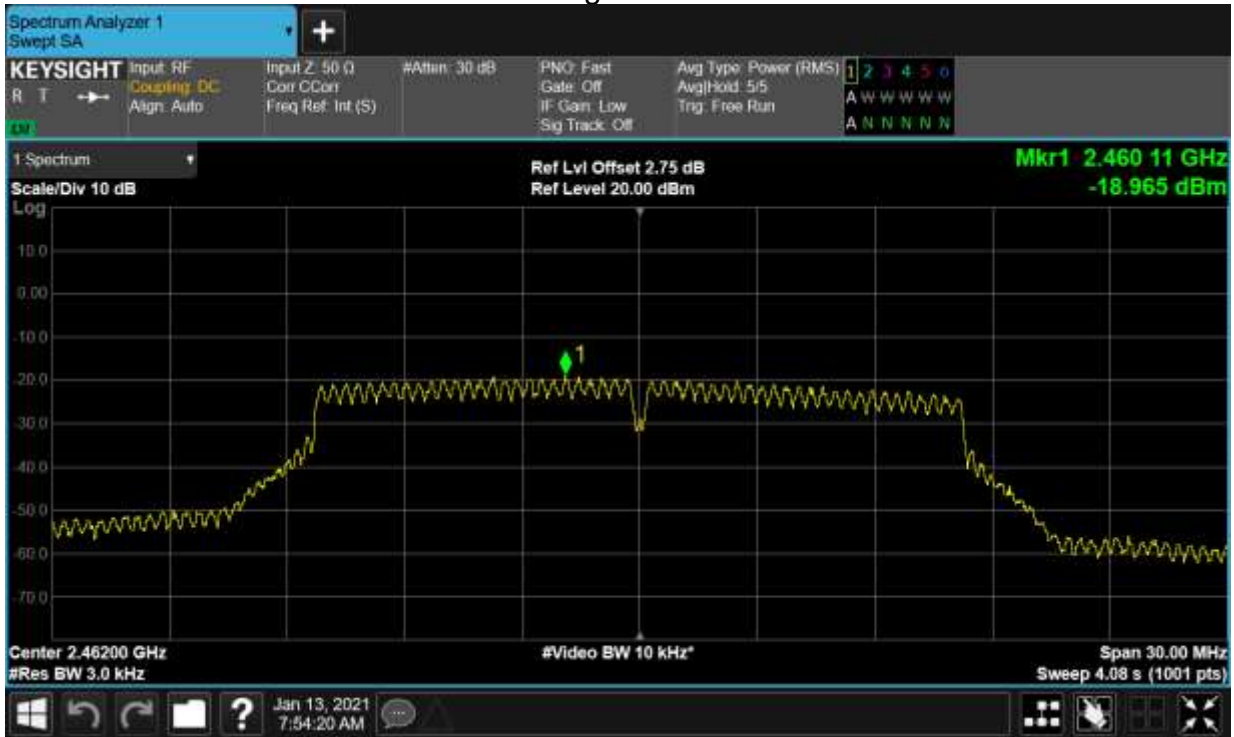 Spectrum Analyzer 1
Swept SA
+
KEYSIGHT
R T
Input: RF
Coupling: DC
Align: Auto
Input Z: 50 Ω
Corr CCorr
Freq Ref: Int (S)
#Atten: 30 dB
PNO: Fast
Gate: Off
IF Gain: Low
Sig Track: Off
Avg Type: Power (RMS)
Avg|Hold: 5/5
Trig: Free Run
1 2 3 4 5 6
A W W W W W
A N N N N N
1 Spectrum
Scale/Div 10 dB
Ref Lvl Offset 2.75 dB
Ref Level 20.00 dBm
Mkr1 2.460 11 GHz
-18.965 dBm
Log
10.0
0.00
-10.0
1
-20.0
-30.0
-40.0
-50.0
-60.0
-70.0
Center 2.46200 GHz
#Res BW 3.0 kHz
#Video BW 10 kHz*
Span 30.00 MHz
Sweep 4.08 s (1001 pts)
?
Jan 13, 2021
7:54:20 AM